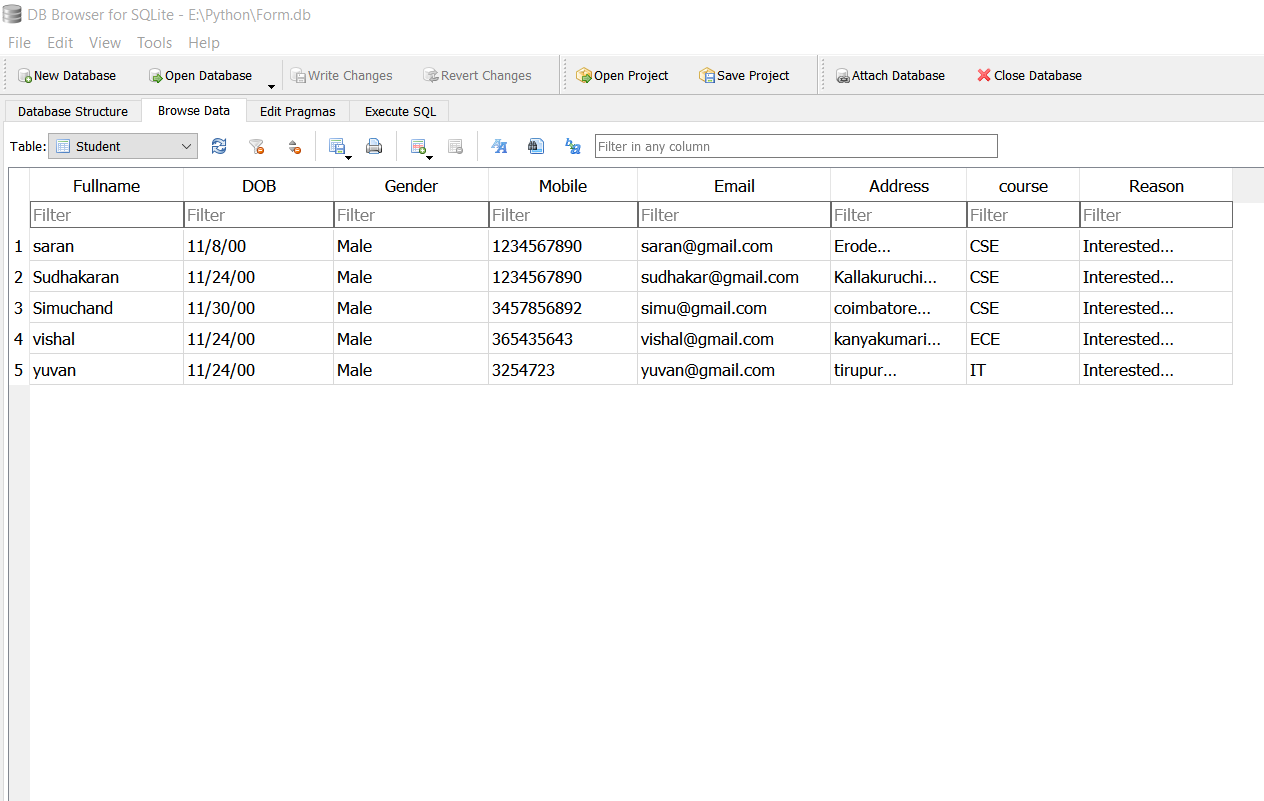 DB Browser for SQLite - E:\Python\Form.db
File Edit View Tools Help
New Database Open Database Write Changes Revert Changes Open Project Save Project Attach Database Close Database
Database Structure Browse Data Edit Pragmas Execute SQL
Table: Student Filter in any column
Fullname DOB Gender Mobile Email Address course Reason
Filter Filter Filter Filter Filter Filter Filter Filter
1 saran 11/8/00 Male 1234567890 saran@gmail.com Erode... CSE Interested...
2 Sudhakaran 11/24/00 Male 1234567890 sudhakar@gmail.com Kallakuruchi... CSE Interested...
3 Simuchand 11/30/00 Male 3457856892 simu@gmail.com coimbatore... CSE Interested...
4 vishal 11/24/00 Male 365435643 vishal@gmail.com kanyakumari... ECE Interested...
5 yuvan 11/24/00 Male 3254723 yuvan@gmail.com tirupur... IT Interested...